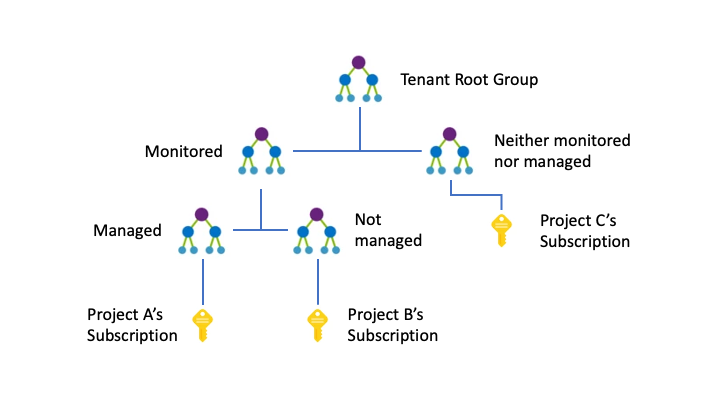 Tenant Root Group
Monitored
Neither monitored
nor managed
Managed
Not
managed
Project C's
Subscription
Project A's
Subscription
Project B's
Subscription